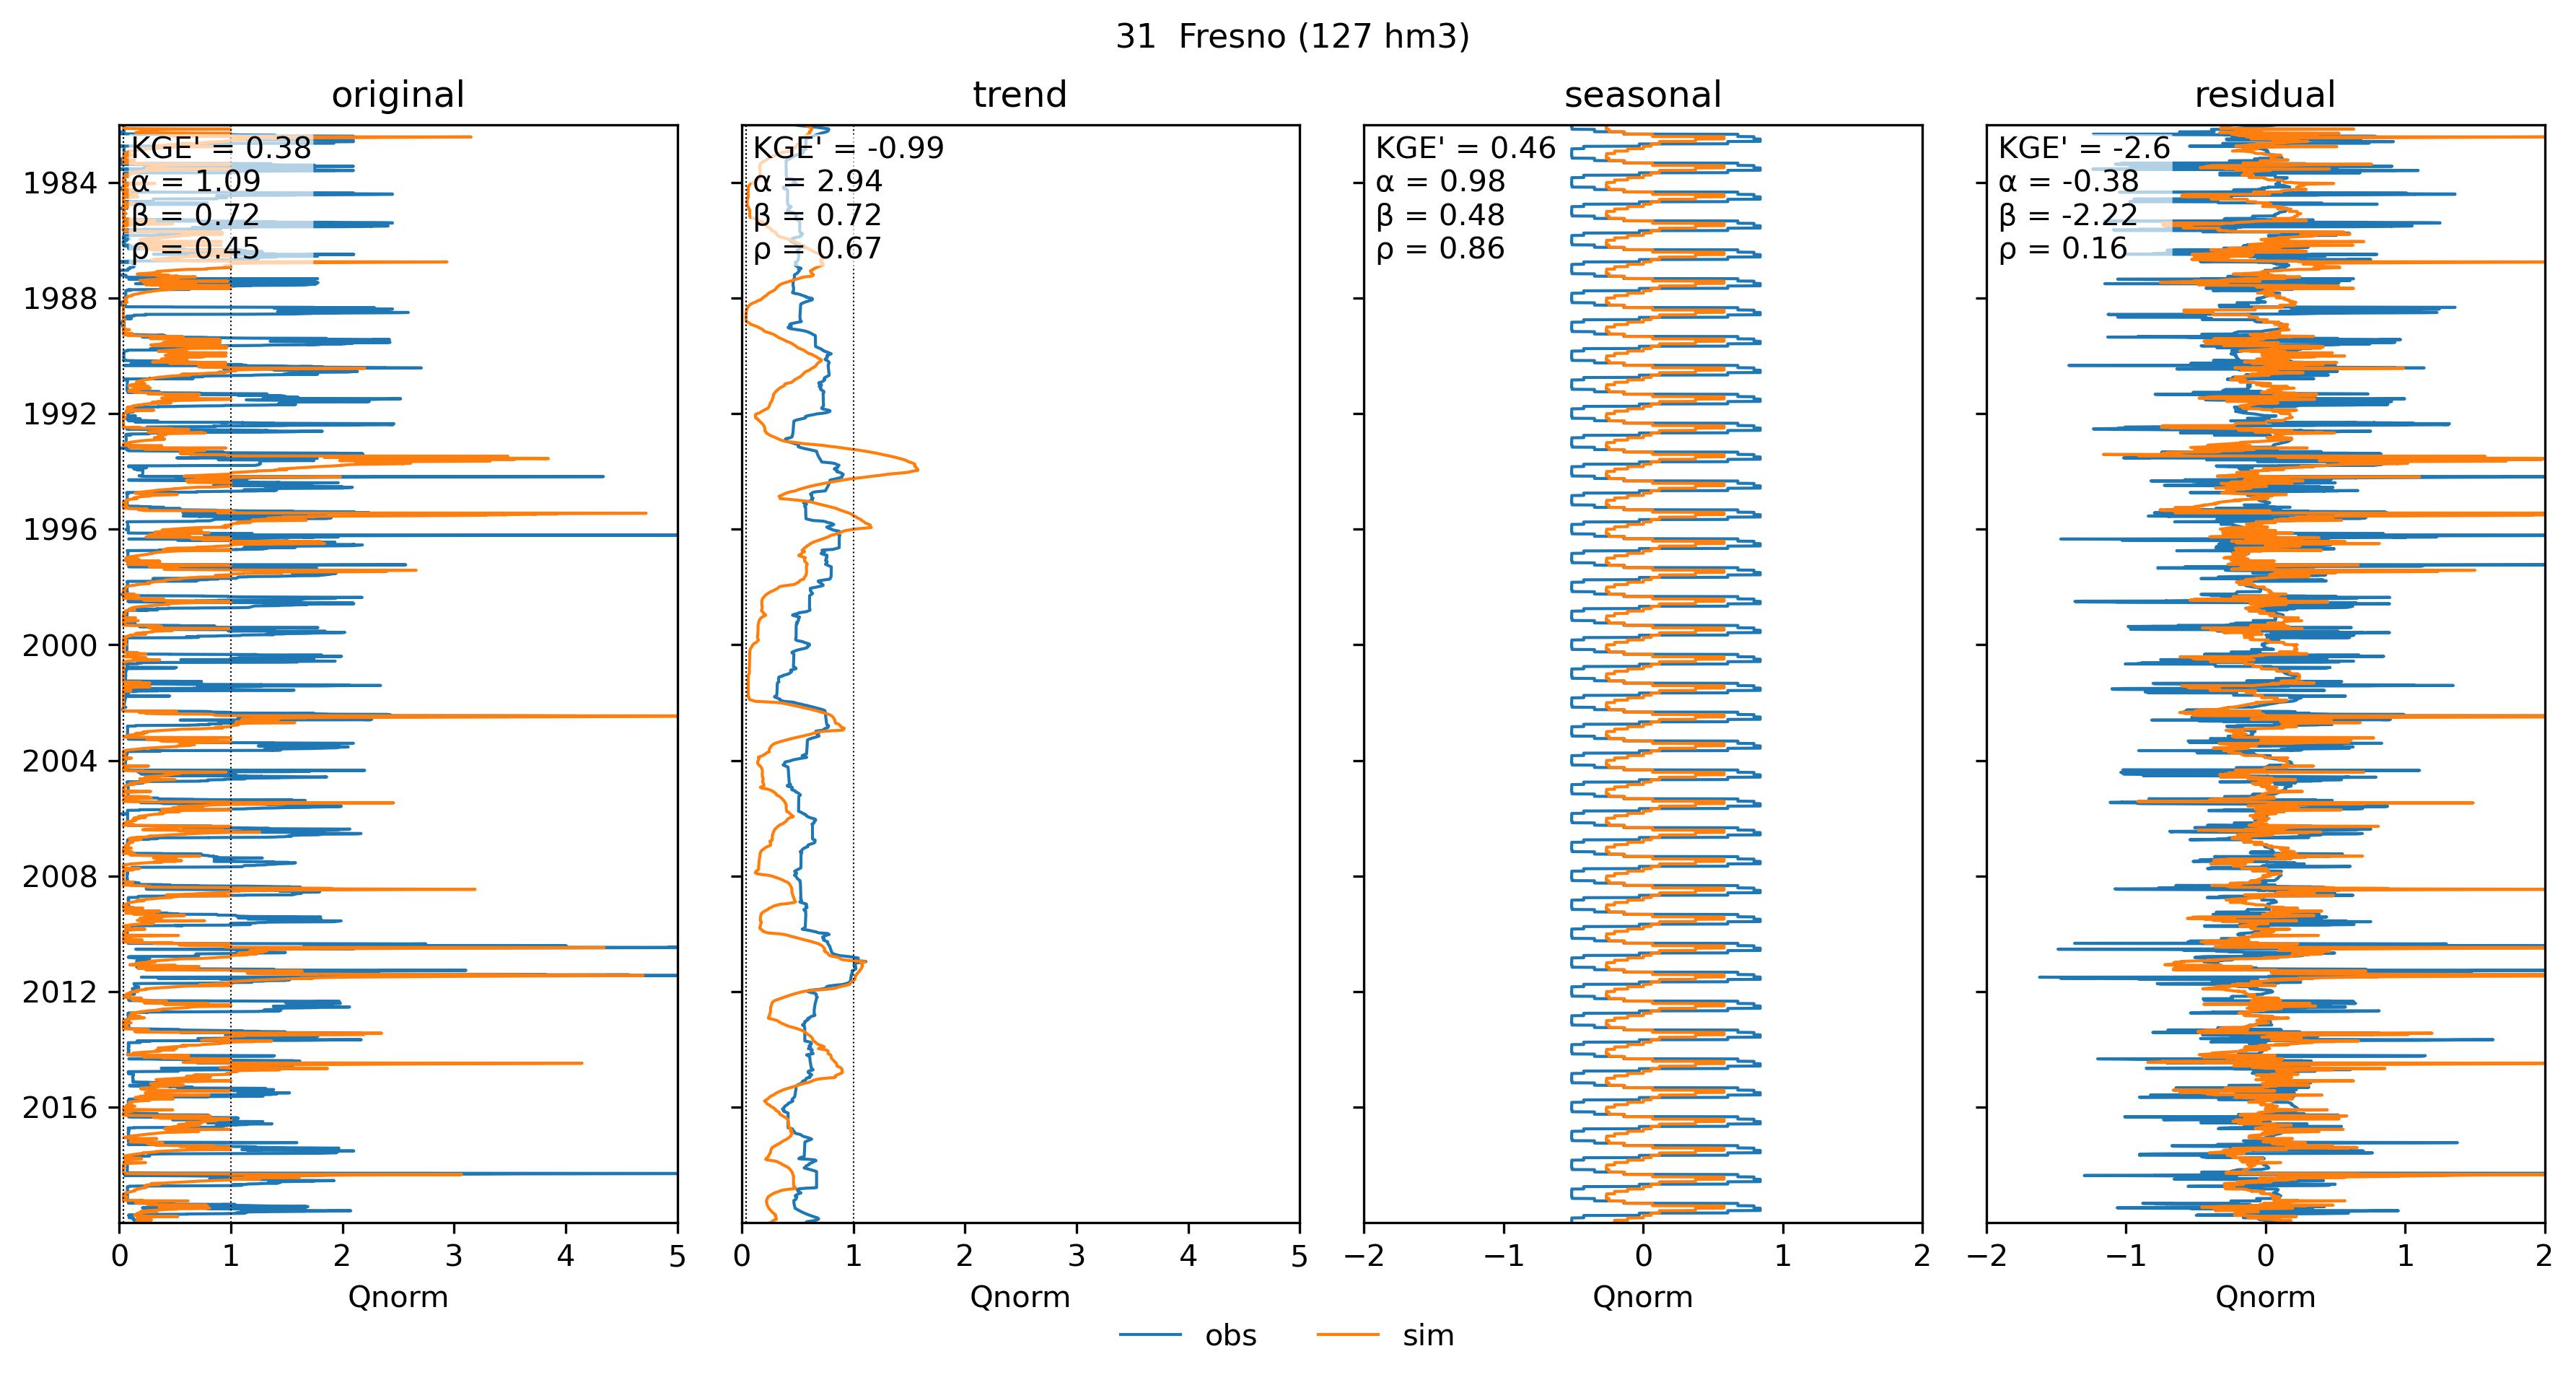 31  Fresno (127 hm3)
original
trend
seasonal
residual
KGE' = 0.38
α = 1.09
β = 0.72
ρ = 0.45
KGE' = -0.99
α = 2.94
β = 0.72
ρ = 0.67
KGE' = 0.46
α = 0.98
β = 0.48
ρ = 0.86
KGE' = -2.6
α = -0.38
β = -2.22
ρ = 0.16
1984
1988
1992
1996
2000
2004
2008
2012
2016
0 1 2 3 4 5
0 1 2 3 4 5
−2 −1 0 1 2
−2 −1 0 1 2
Qnorm
Qnorm
Qnorm
Qnorm
obs
sim